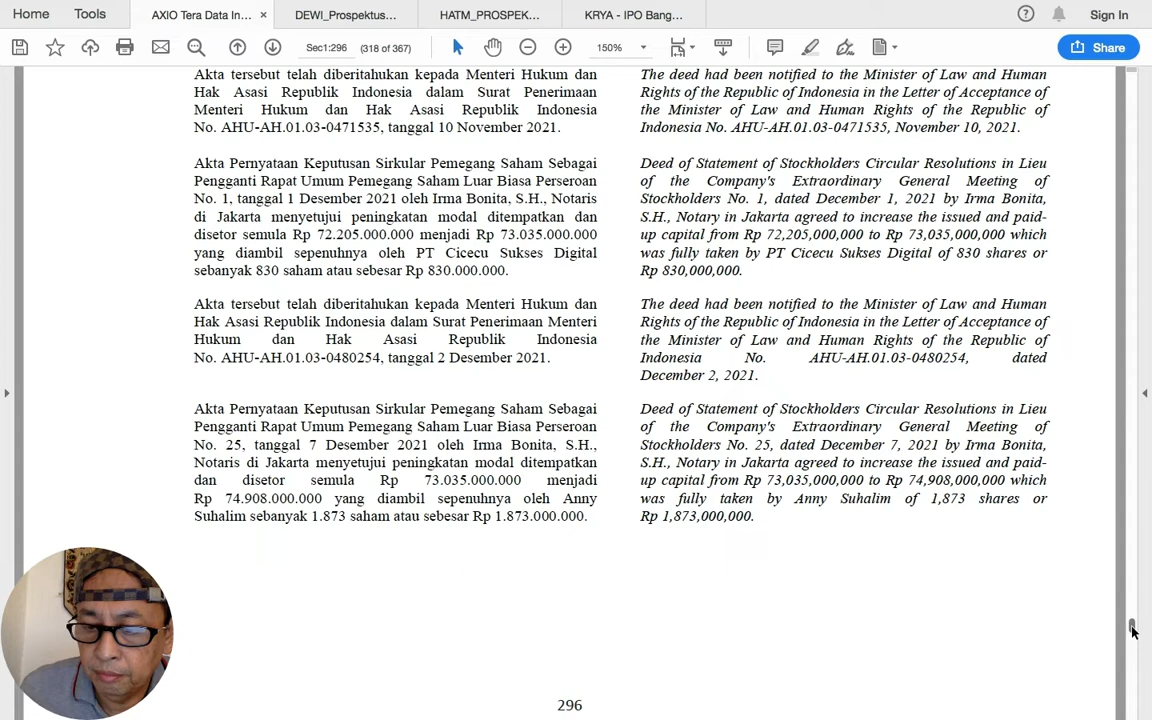 Home Tools AXIO Tera Data In... × DEWI_Prospektus... HATM_PROSPEK... KRYA - IPO Bang... Sign In
Sec1:296 (318 of 367) 150% Share
Akta tersebut telah diberitahukan kepada Menteri Hukum dan
Hak Asasi Republik Indonesia dalam Surat Penerimaan
Menteri Hukum dan Hak Asasi Republik Indonesia
No. AHU-AH.01.03-0471535, tanggal 10 November 2021.
Akta Pernyataan Keputusan Sirkular Pemegang Saham Sebagai
Pengganti Rapat Umum Pemegang Saham Luar Biasa Perseroan
No. 1, tanggal 1 Desember 2021 oleh Irma Bonita, S.H., Notaris
di Jakarta menyetujui peningkatan modal ditempatkan dan
disetor semula Rp 72.205.000.000 menjadi Rp 73.035.000.000
yang diambil sepenuhnya oleh PT Cicecu Sukses Digital
sebanyak 830 saham atau sebesar Rp 830.000.000.
Akta tersebut telah diberitahukan kepada Menteri Hukum dan
Hak Asasi Republik Indonesia dalam Surat Penerimaan Menteri
Hukum dan Hak Asasi Republik Indonesia
No. AHU-AH.01.03-0480254, tanggal 2 Desember 2021.
Akta Pernyataan Keputusan Sirkular Pemegang Saham Sebagai
Pengganti Rapat Umum Pemegang Saham Luar Biasa Perseroan
No. 25, tanggal 7 Desember 2021 oleh Irma Bonita, S.H.,
Notaris di Jakarta menyetujui peningkatan modal ditempatkan
dan disetor semula Rp 73.035.000.000 menjadi
Rp 74.908.000.000 yang diambil sepenuhnya oleh Anny
Suhalim sebanyak 1.873 saham atau sebesar Rp 1.873.000.000.
The deed had been notified to the Minister of Law and Human
Rights of the Republic of Indonesia in the Letter of Acceptance of
the Minister of Law and Human Rights of the Republic of
Indonesia No. AHU-AH.01.03-0471535, November 10, 2021.
Deed of Statement of Stockholders Circular Resolutions in Lieu
of the Company's Extraordinary General Meeting of
Stockholders No. 1, dated December 1, 2021 by Irma Bonita,
S.H., Notary in Jakarta agreed to increase the issued and paid-
up capital from Rp 72,205,000,000 to Rp 73,035,000,000 which
was fully taken by PT Cicecu Sukses Digital of 830 shares or
Rp 830,000,000.
The deed had been notified to the Minister of Law and Human
Rights of the Republic of Indonesia in the Letter of Acceptance of
the Minister of Law and Human Rights of the Republic of
Indonesia No. AHU-AH.01.03-0480254, dated
December 2, 2021.
Deed of Statement of Stockholders Circular Resolutions in Lieu
of the Company's Extraordinary General Meeting of
Stockholders No. 25, dated December 7, 2021 by Irma Bonita,
S.H., Notary in Jakarta agreed to increase the issued and paid-
up capital from Rp 73,035,000,000 to Rp 74,908,000,000 which
was fully taken by Anny Suhalim of 1,873 shares or
Rp 1,873,000,000.
296